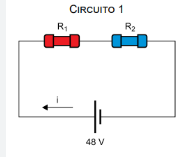 CIRCUITO 1
R1 R2
i
48 V